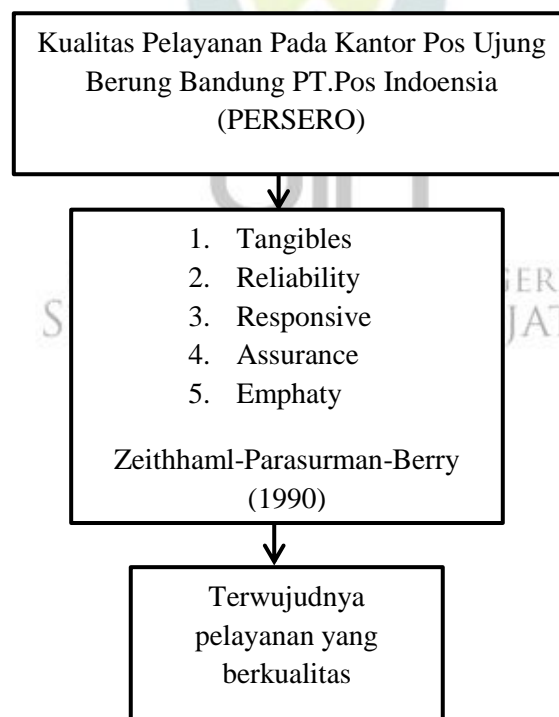 Kualitas Pelayanan Pada Kantor Pos Ujung
Berung Bandung PT.Pos Indoensia
(PERSERO)
1. Tangibles
2. Reliability
3. Responsive
4. Assurance
5. Emphaty
Zeithhaml-Parasurman-Berry
(1990)
Terwujudnya
pelayanan yang
berkualitas